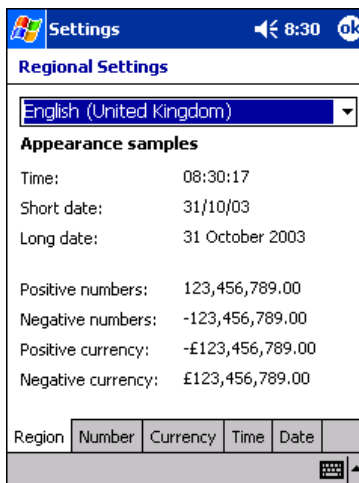 Settings 8:30 ok
Regional Settings
English (United Kingdom)
Appearance samples
Time: 08:30:17
Short date: 31/10/03
Long date: 31 October 2003
Positive numbers: 123,456,789.00
Negative numbers: -123,456,789.00
Positive currency: -£123,456,789.00
Negative currency: £123,456,789.00
Region Number Currency Time Date